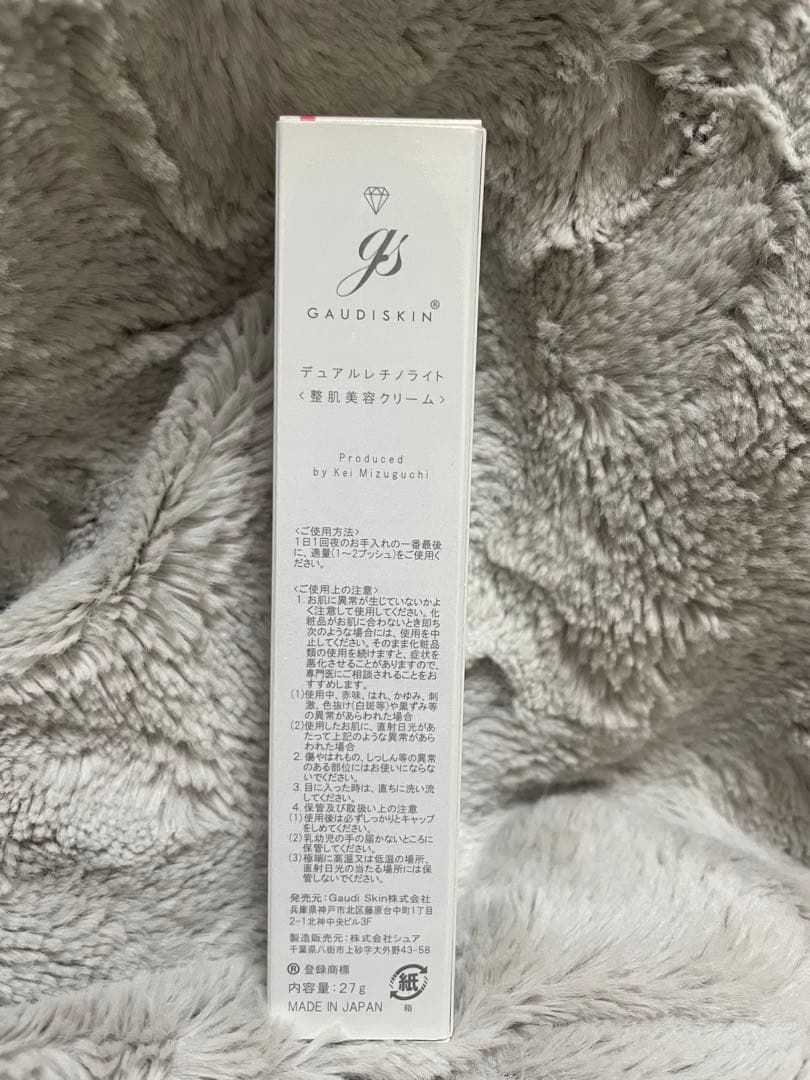 gs
GAUDISKIN®
デュアルレチノライト
<整肌美容クリーム>
Produced
by Kei Mizuguchi
<ご使用方法>
1日1回夜のお手入れの一番最後
に、適量(1~2プッシュ)をご使用く
ださい。
<ご使用上の注意>
1.お肌に異常が生じていないかよ
く注意して使用してください。化
粧品がお肌に合わないとき即ち
次のような場合には、使用を中
止してください。そのまま化粧品
類の使用を続けますと、症状を
悪化させることがありますので、
専門医にご相談されることをお
すすめします。
(1)使用中、赤味、はれ、かゆみ、刺
激、色抜け(白斑等)や黒ずみ等
の異常があらわれた場合
(2)使用したお肌に、直射日光があ
たって上記のような異常があら
われた場合
2.傷やはれもの、しっしん等の異常
のある部位にはお使いにならな
いでください。
3.目に入った時は、直ちに洗い流
してください。
4.保管及び取扱い上の注意
(1)使用後は必ずしっかりとキャップ
をしめてください。
(2)乳幼児の手の届かないところに
保管してください。
(3)極端に高温又は低温の場所、
直射日光の当たる場所には保
管しないでください。
発売元:Gaudi Skin株式会社
兵庫県神戸市北区藤原台中町1丁目
2-1北神中央ビル3F
製造販売元:株式会社シュア
千葉県八街市上砂字大外野43-58
®登録商標
内容量:27g
MADE IN JAPAN
紙
箱